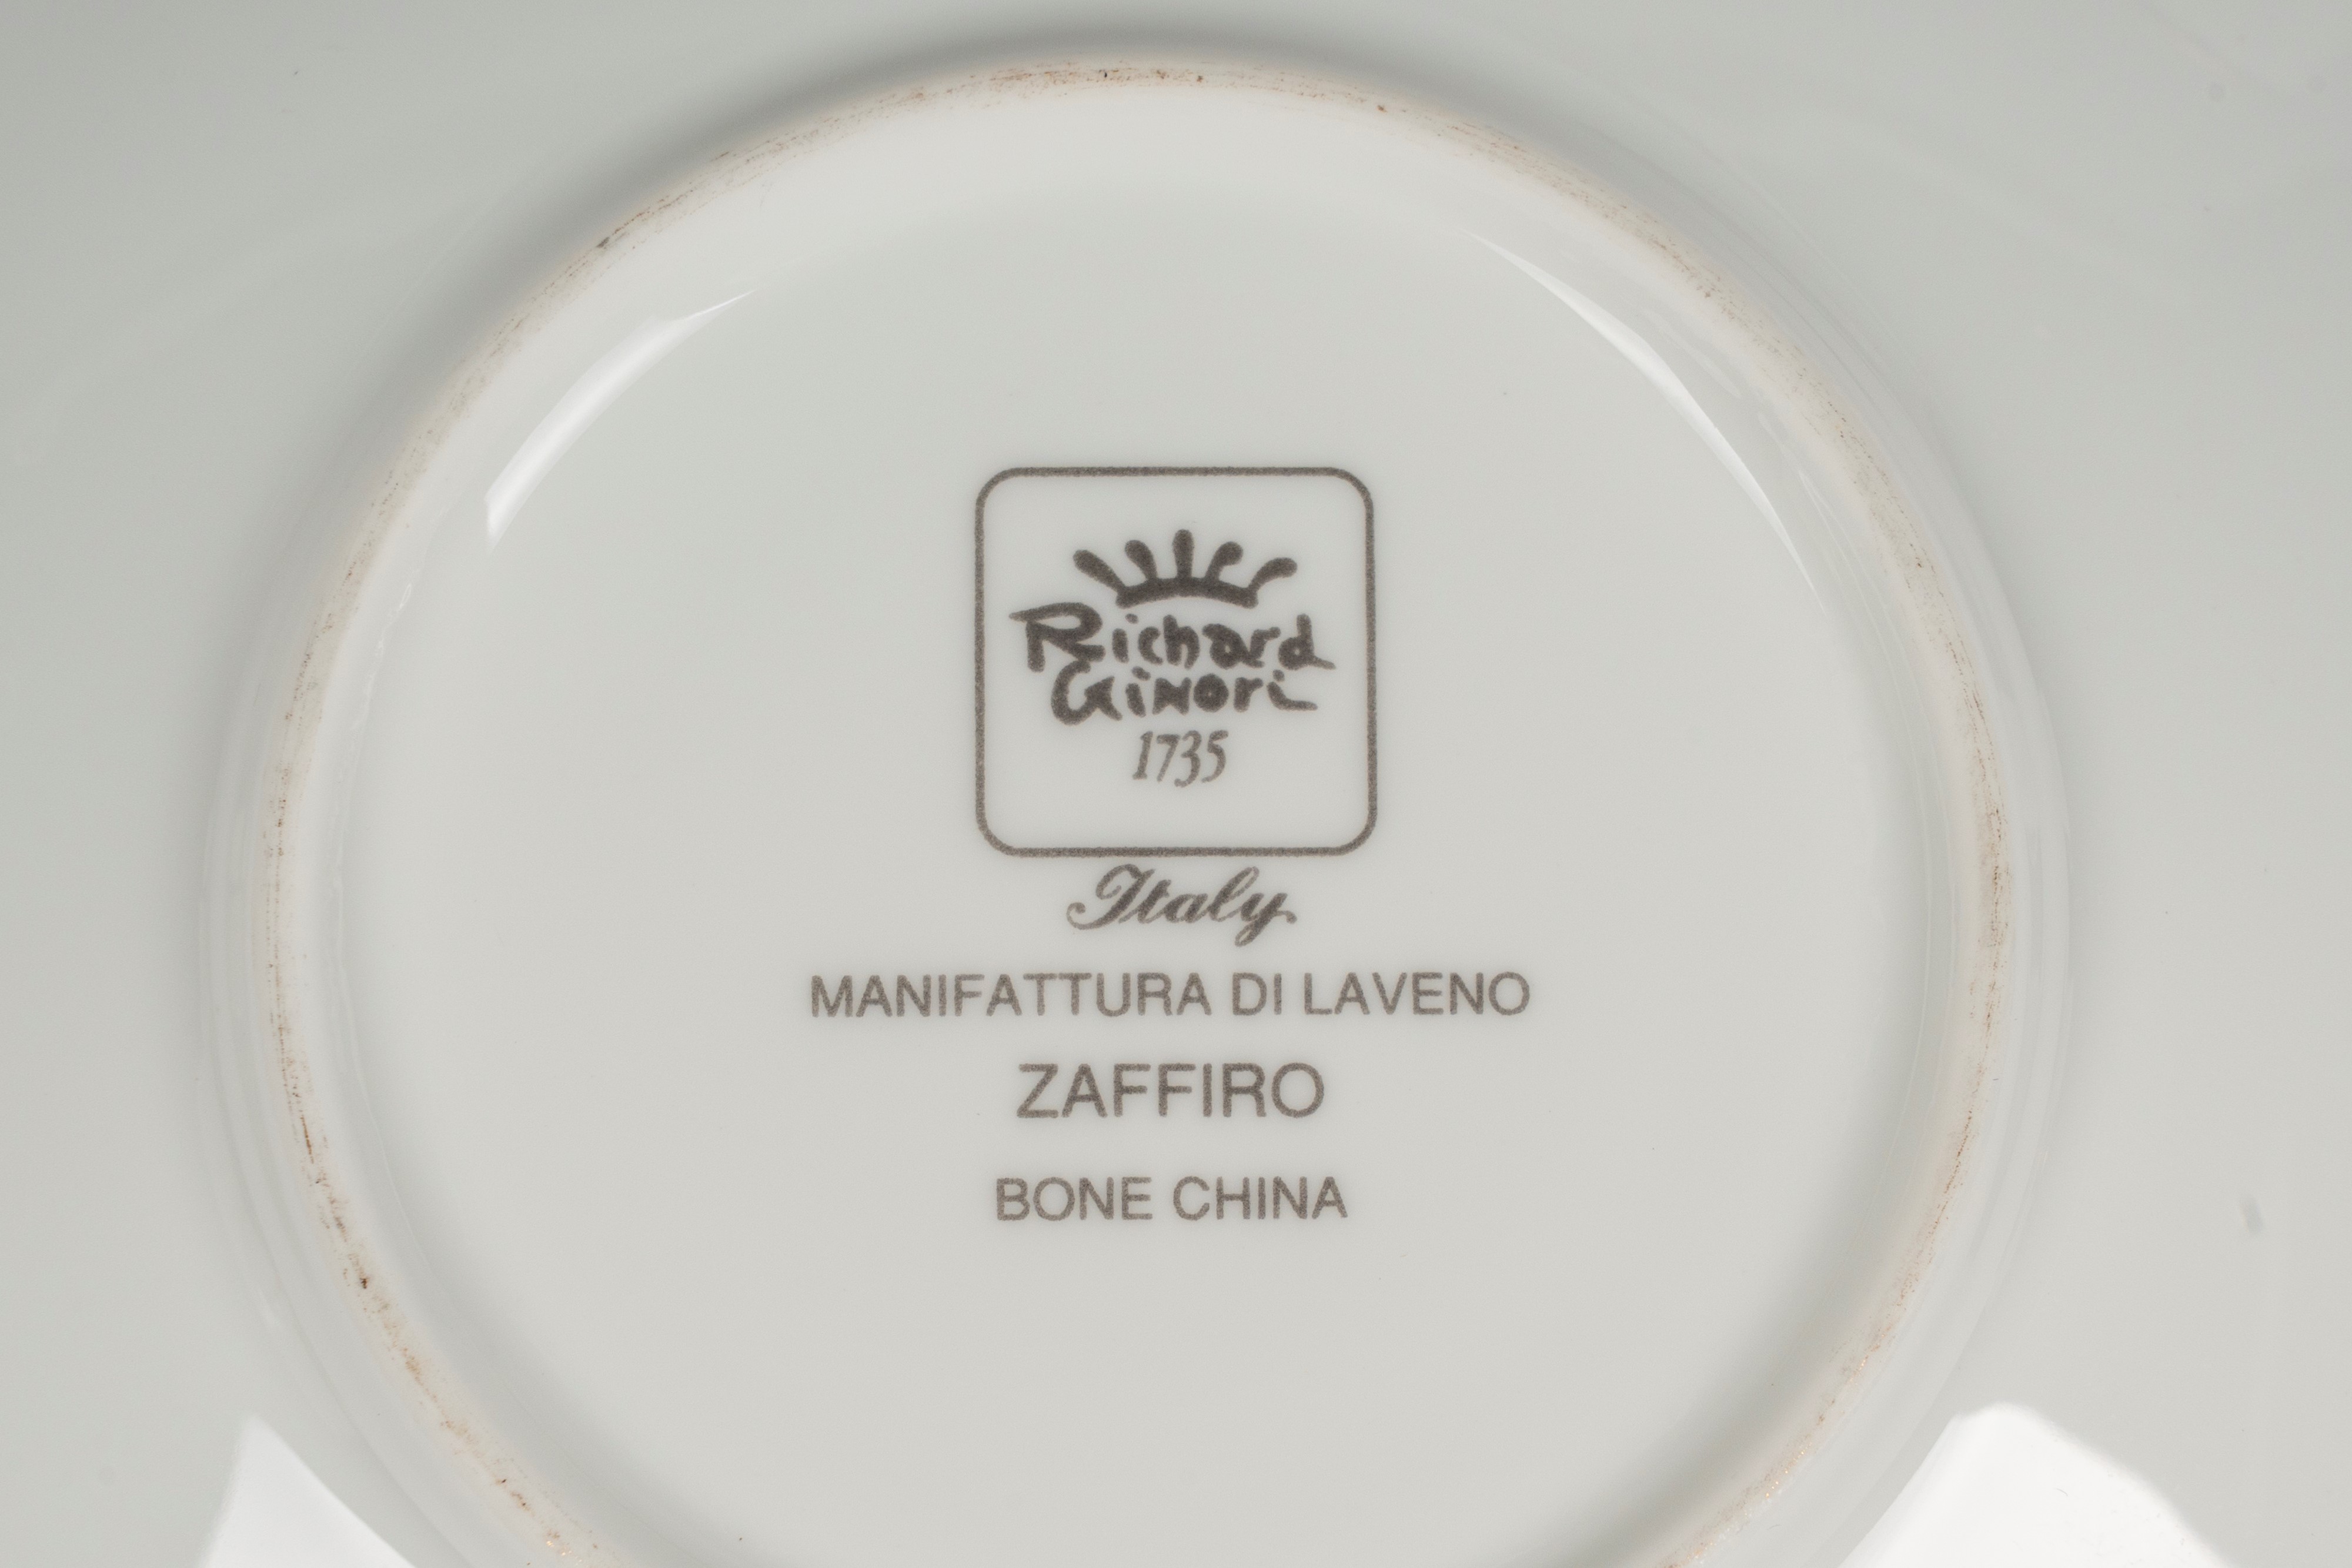 Richard
Ginori
1735
Italy
MANIFATTURA DI LAVENO
ZAFFIRO
BONE CHINA